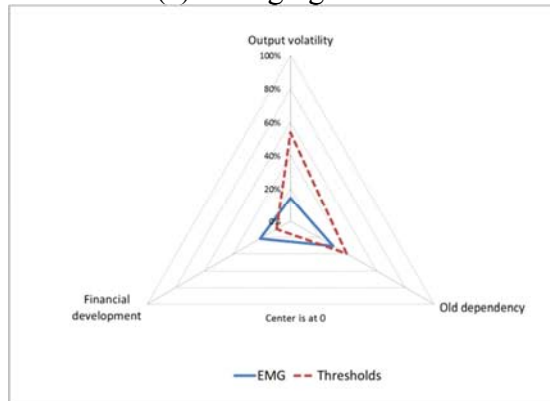 Output volatility
100%
80%
60%
40%
20%
0%
Financial
development
Center is at 0
Old dependency
EMG
Thresholds